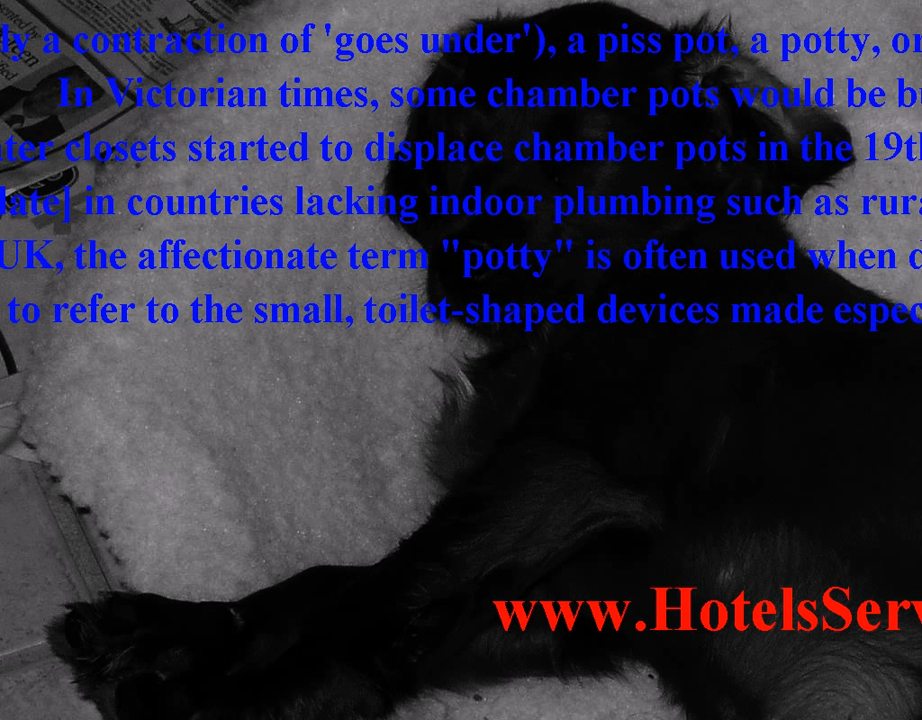 a contraction of 'goes under'), a piss pot, a potty, or
In Victorian times, some chamber pots would be
closets started to displace chamber pots in the
in countries lacking indoor plumbing such as
UK, the affectionate term "potty" is often used when
to refer to the small, toilet-shaped devices made
www.HotelsSer